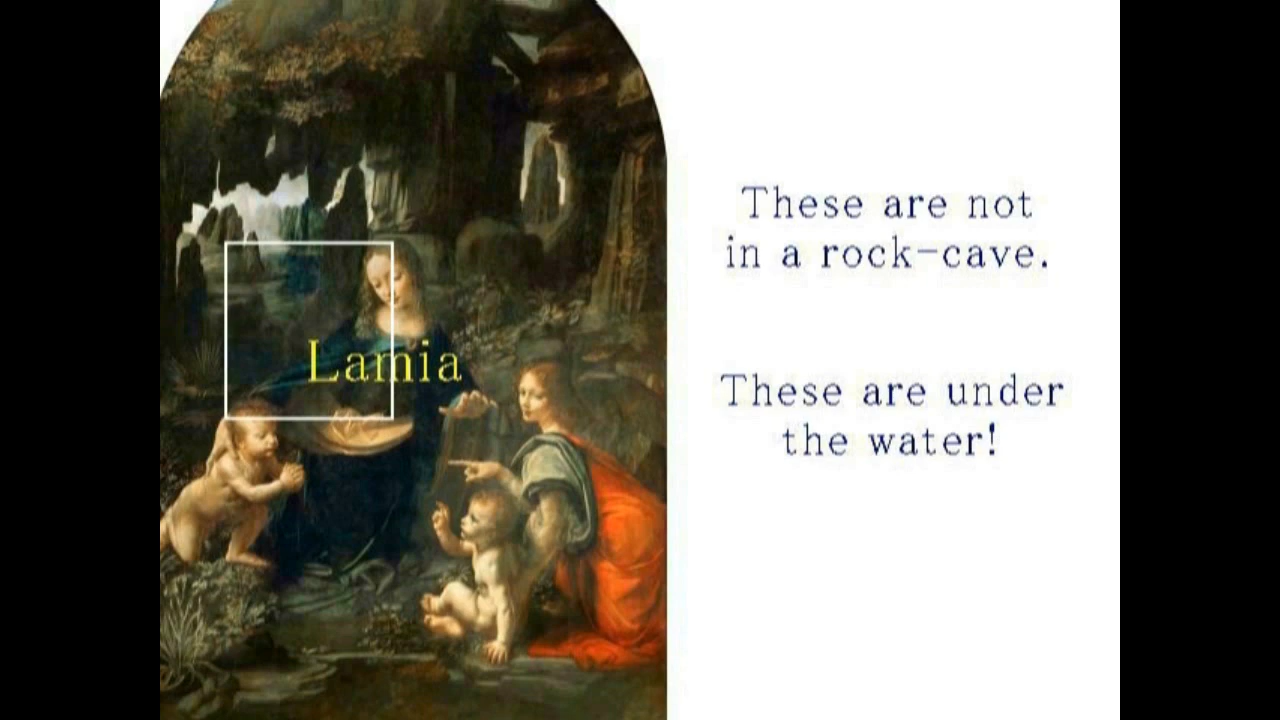 Lamia
These are not
in a rock-cave.
These are under
the water!